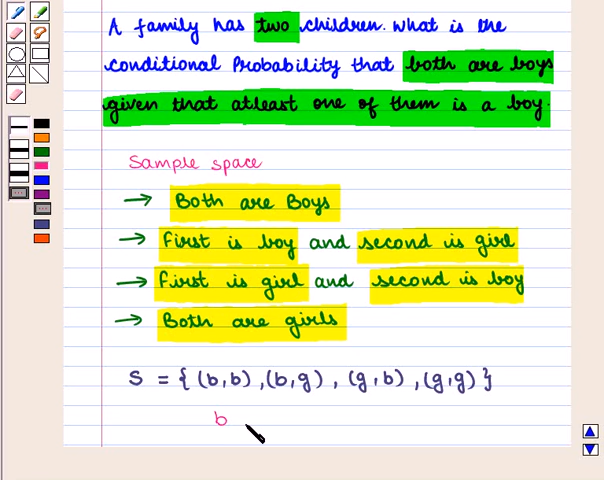 A family has two children. What is the
conditional Probability that both are boys
given that atleast one of them is a boy.
Sample space
→ Both are Boys
→ First is boy and second is girl
→ First is girl and second is boy
→ Both are girls
S = { (b,b) , (b,g) , (g,b) , (g,g) }
b